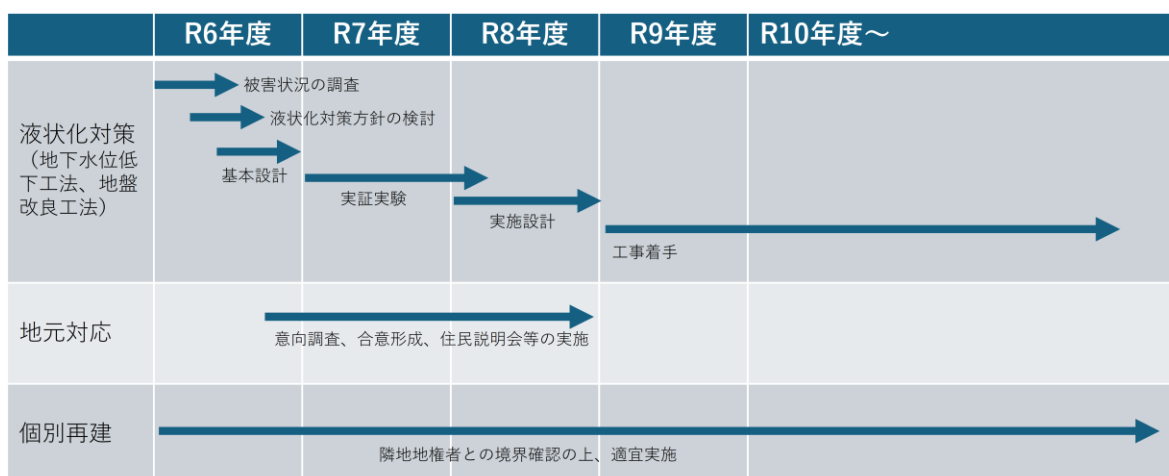 R6年度
R7年度
R8年度
R9年度
R10年度～
液状化対策
（地下水位低
下工法、地盤
改良工法）
被害状況の調査
液状化対策方針の検討
基本設計
実証実験
実施設計
工事着手
地元対応
意向調査、合意形成、住民説明会等の実施
個別再建
隣地地権者との境界確認の上、適宜実施